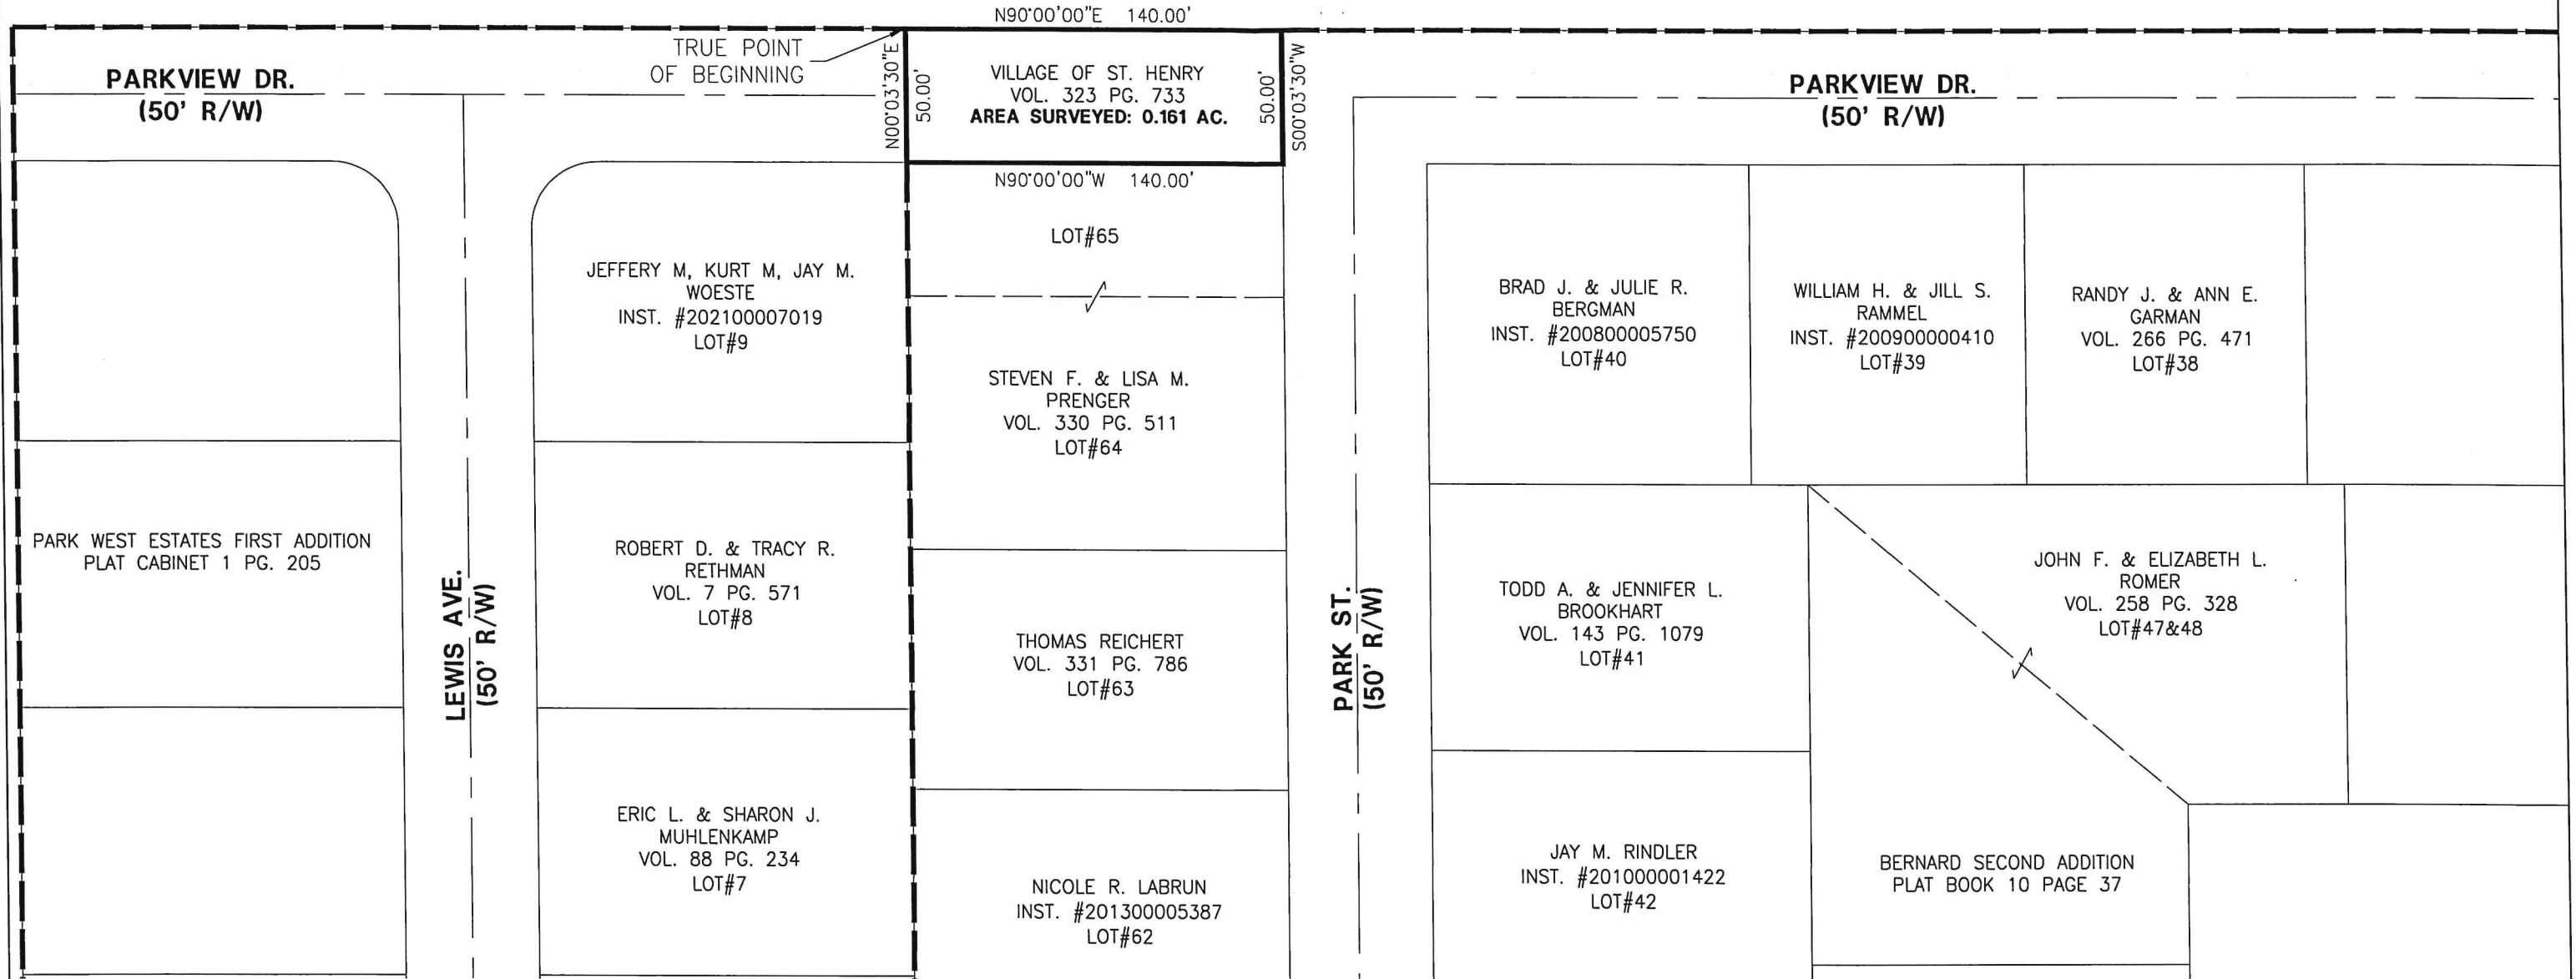 N90°00'00"E 140.00'
TRUE POINT
OF BEGINNING
PARKVIEW DR.
(50' R/W)
N00°03'30"E
50.00'
VILLAGE OF ST. HENRY
VOL. 323 PG. 733
AREA SURVEYED: 0.161 AC.
50.00'
S00°03'30"W
PARKVIEW DR.
(50' R/W)
N90°00'00"W 140.00'
LOT#65
JEFFERY M, KURT M, JAY M.
WOESTE
INST. #202100007019
LOT#9
STEVEN F. & LISA M.
PRENGER
VOL. 330 PG. 511
LOT#64
BRAD J. & JULIE R.
BERGMAN
INST. #200800005750
LOT#40
WILLIAM H. & JILL S.
RAMMEL
INST. #200900000410
LOT#39
RANDY J. & ANN E.
GARMAN
VOL. 266 PG. 471
LOT#38
PARK WEST ESTATES FIRST ADDITION
PLAT CABINET 1 PG. 205
LEWIS AVE.
(50' R/W)
ROBERT D. & TRACY R.
RETHMAN
VOL. 7 PG. 571
LOT#8
THOMAS REICHERT
VOL. 331 PG. 786
LOT#63
PARK ST.
(50' R/W)
TODD A. & JENNIFER L.
BROOKHART
VOL. 143 PG. 1079
LOT#41
JOHN F. & ELIZABETH L.
ROMER
VOL. 258 PG. 328
LOT#47&48
ERIC L. & SHARON J.
MUHLENKAMP
VOL. 88 PG. 234
LOT#7
NICOLE R. LABRUN
INST. #201300005387
LOT#62
JAY M. RINDLER
INST. #201000001422
LOT#42
BERNARD SECOND ADDITION
PLAT BOOK 10 PAGE 37